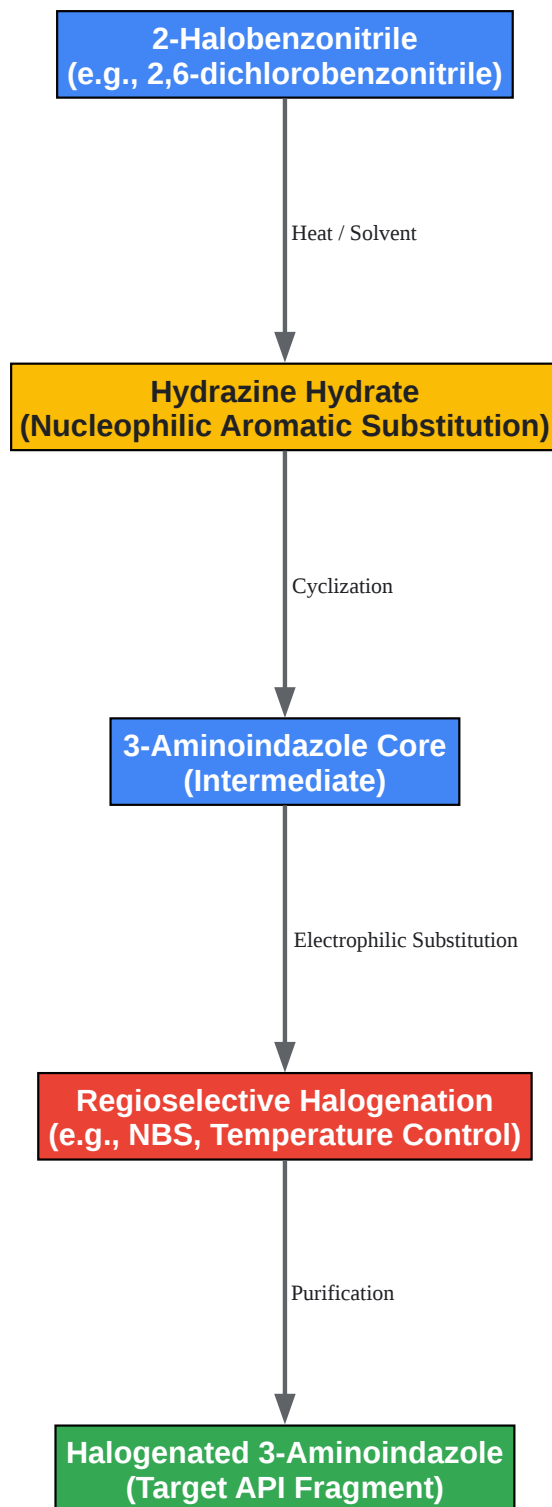 2-Halobenzonitrile
(e.g., 2,6-dichlorobenzonitrile)
Heat / Solvent
Hydrazine Hydrate
(Nucleophilic Aromatic Substitution)
Cyclization
3-Aminoindazole Core
(Intermediate)
Electrophilic Substitution
Regioselective Halogenation
(e.g., NBS, Temperature Control)
Purification
Halogenated 3-Aminoindazole
(Target API Fragment)